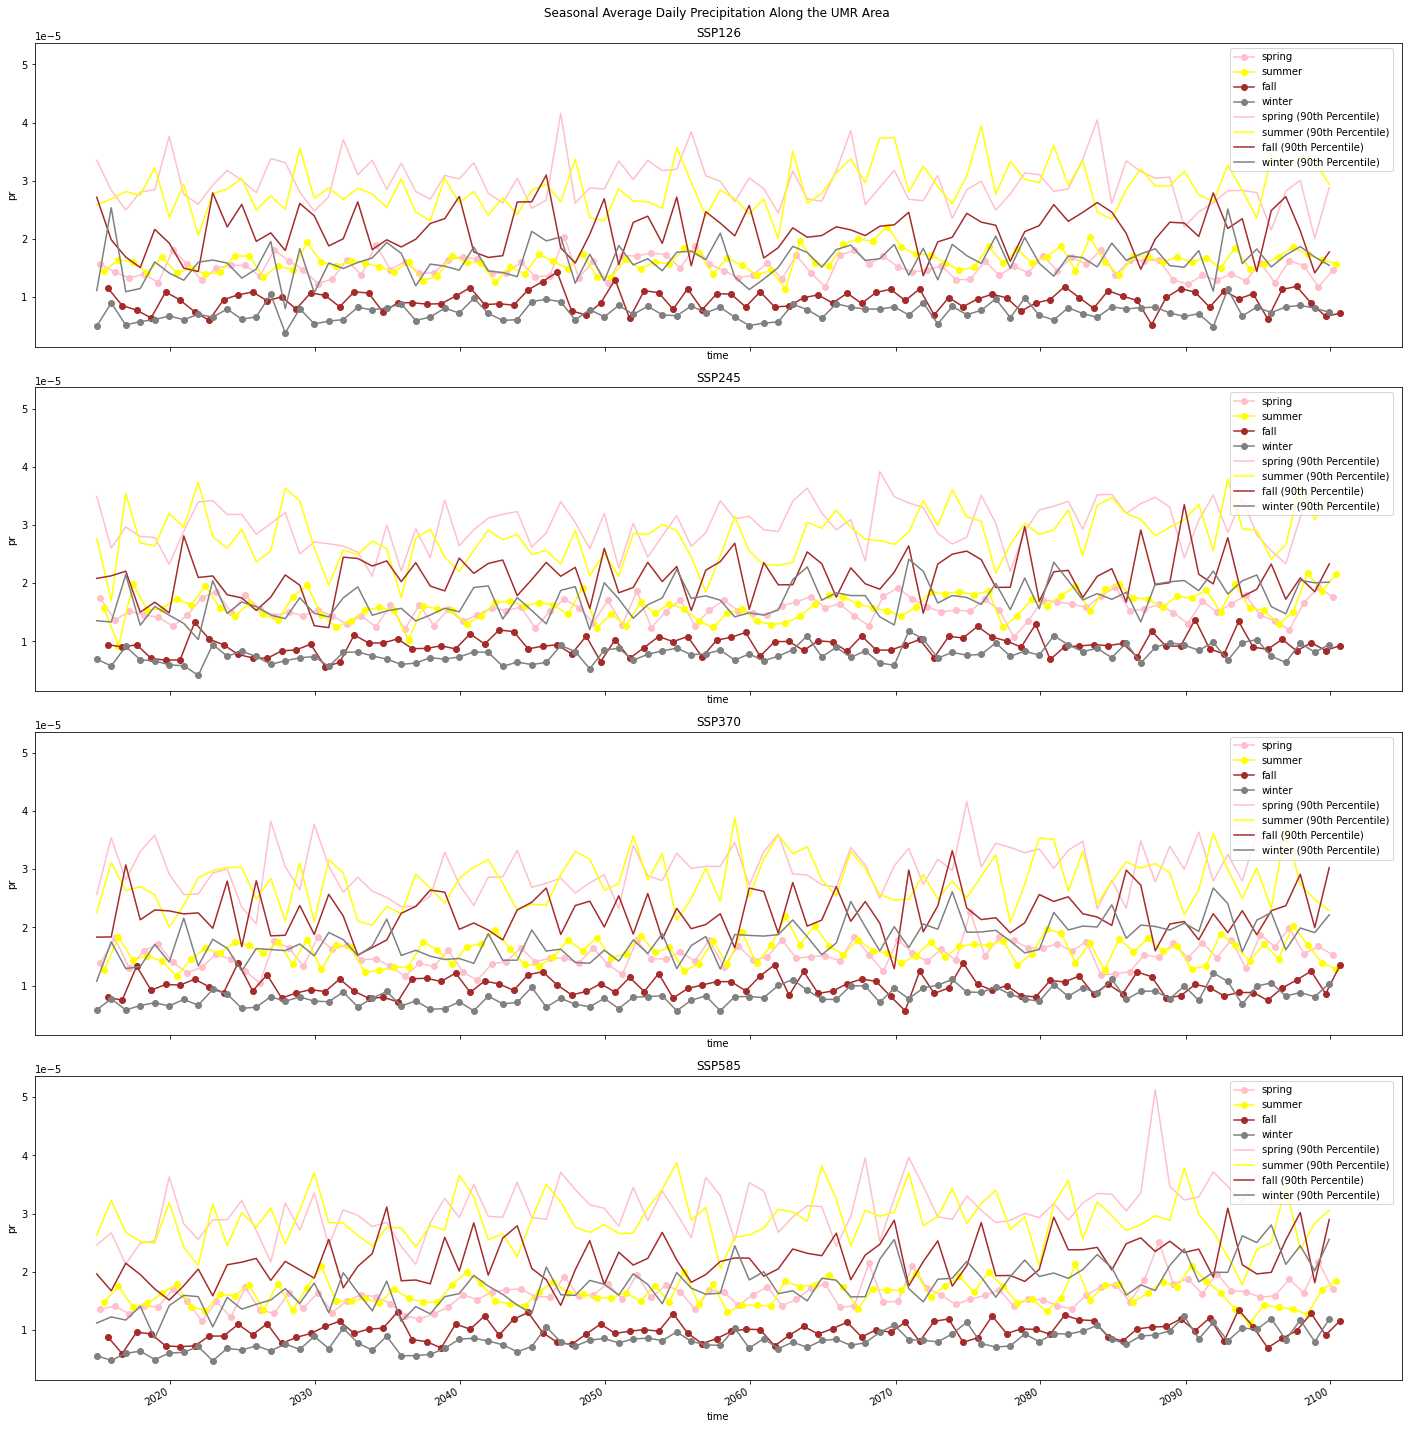 Seasonal Average Daily Precipitation Along the UMR Area
SSP126
1e−5
5
4
3
2
1
pr
time
spring
summer
fall
winter
spring (90th Percentile)
summer (90th Percentile)
fall (90th Percentile)
winter (90th Percentile)
SSP245
1e−5
5
4
3
2
1
pr
time
spring
summer
fall
winter
spring (90th Percentile)
summer (90th Percentile)
fall (90th Percentile)
winter (90th Percentile)
SSP370
1e−5
5
4
3
2
1
pr
time
spring
summer
fall
winter
spring (90th Percentile)
summer (90th Percentile)
fall (90th Percentile)
winter (90th Percentile)
SSP585
1e−5
5
4
3
2
1
pr
spring
summer
fall
winter
spring (90th Percentile)
summer (90th Percentile)
fall (90th Percentile)
winter (90th Percentile)
2020
2030
2040
2050
2060
2070
2080
2090
2100
time